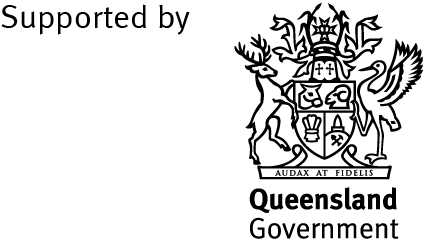 Supported by
AUDAX AT FIDELIS
Queensland
Government